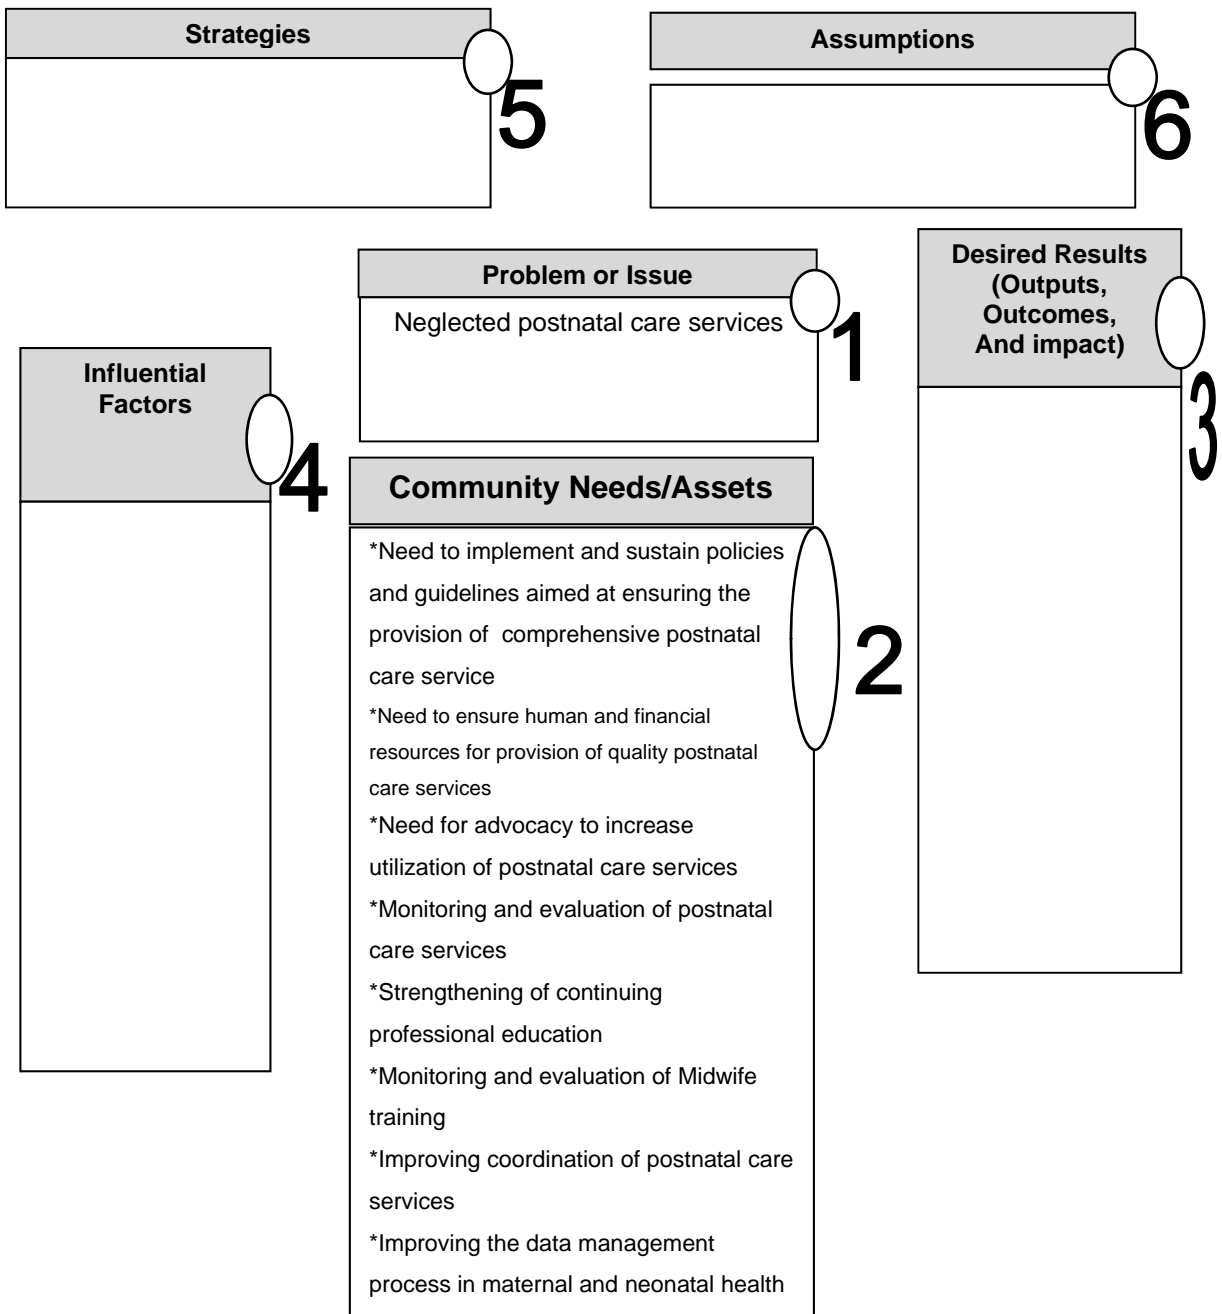 Strategies
5
Assumptions
6
Problem or Issue
Neglected postnatal care services
1
Desired Results
(Outputs,
Outcomes,
And impact)
3
Influential
Factors
4
Community Needs/Assets
*Need to implement and sustain policies
and guidelines aimed at ensuring the
provision of comprehensive postnatal
care service
*Need to ensure human and financial
resources for provision of quality postnatal
care services
*Need for advocacy to increase
utilization of postnatal care services
*Monitoring and evaluation of postnatal
care services
*Strengthening of continuing
professional education
*Monitoring and evaluation of Midwife
training
*Improving coordination of postnatal care
services
*Improving the data management
process in maternal and neonatal health
2